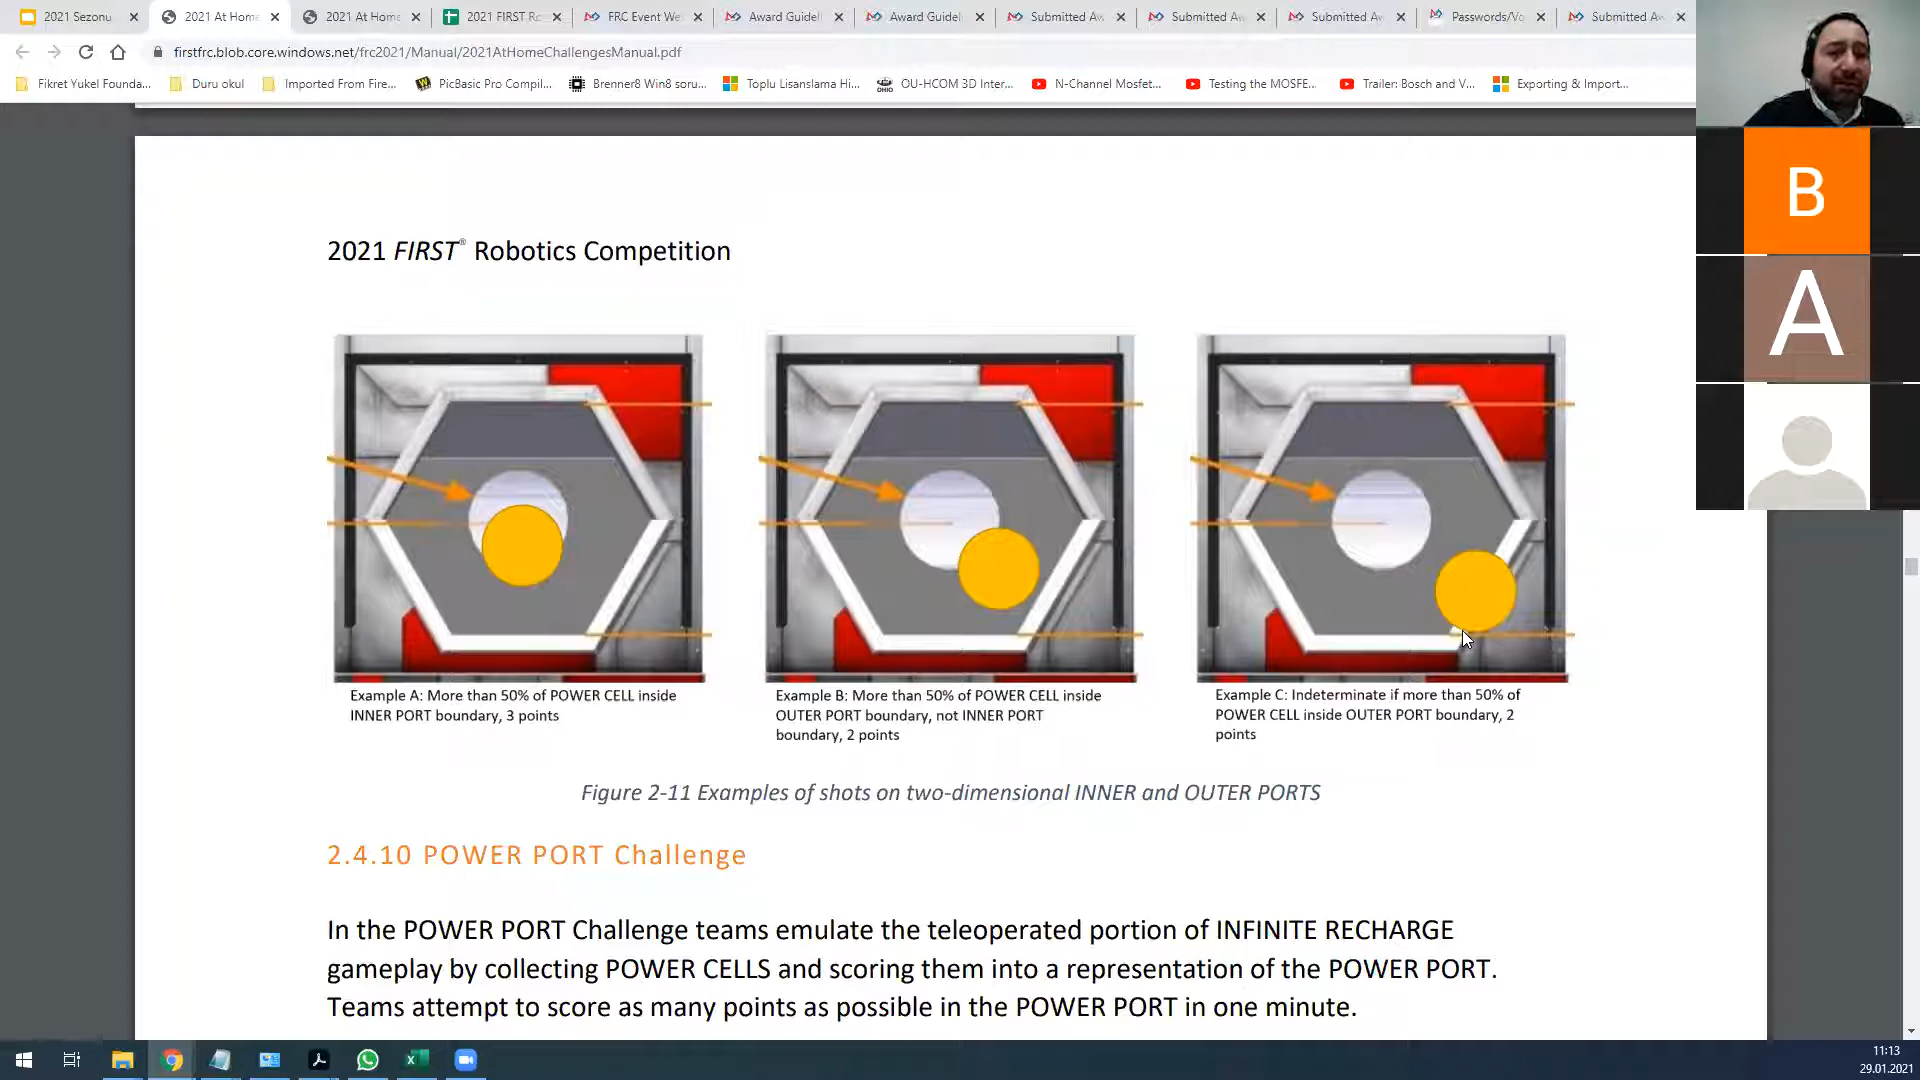 2021 Sezonu
2021 At Home
2021 At Home
2021 FIRST Ro
FRC Event We
Award Guideli
Award Guideli
Submitted Aw
Submitted Aw
Submitted Aw
Passwords/Vo
Submitted Aw
firstfrc.blob.core.windows.net/frc2021/Manual/2021AtHomeChallengesManual.pdf
Fikret Yukel Founda...
Duru okul
Imported From Fire...
PicBasic Pro Compil...
Brenner8 Win8 soru...
Toplu Lisanslama Hi...
OU-HCOM 3D Inter...
N-Channel Mosfet...
Testing the MOSFE...
Trailer: Bosch and V...
Exporting & Import...
B
A
2021 FIRST® Robotics Competition
Example A: More than 50% of POWER CELL inside
INNER PORT boundary, 3 points
Example B: More than 50% of POWER CELL inside
OUTER PORT boundary, not INNER PORT
boundary, 2 points
Example C: Indeterminate if more than 50% of
POWER CELL inside OUTER PORT boundary, 2
points
Figure 2-11 Examples of shots on two-dimensional INNER and OUTER PORTS
2.4.10 POWER PORT Challenge
In the POWER PORT Challenge teams emulate the teleoperated portion of INFINITE RECHARGE
gameplay by collecting POWER CELLS and scoring them into a representation of the POWER PORT.
Teams attempt to score as many points as possible in the POWER PORT in one minute.
11:13
29.01.2021